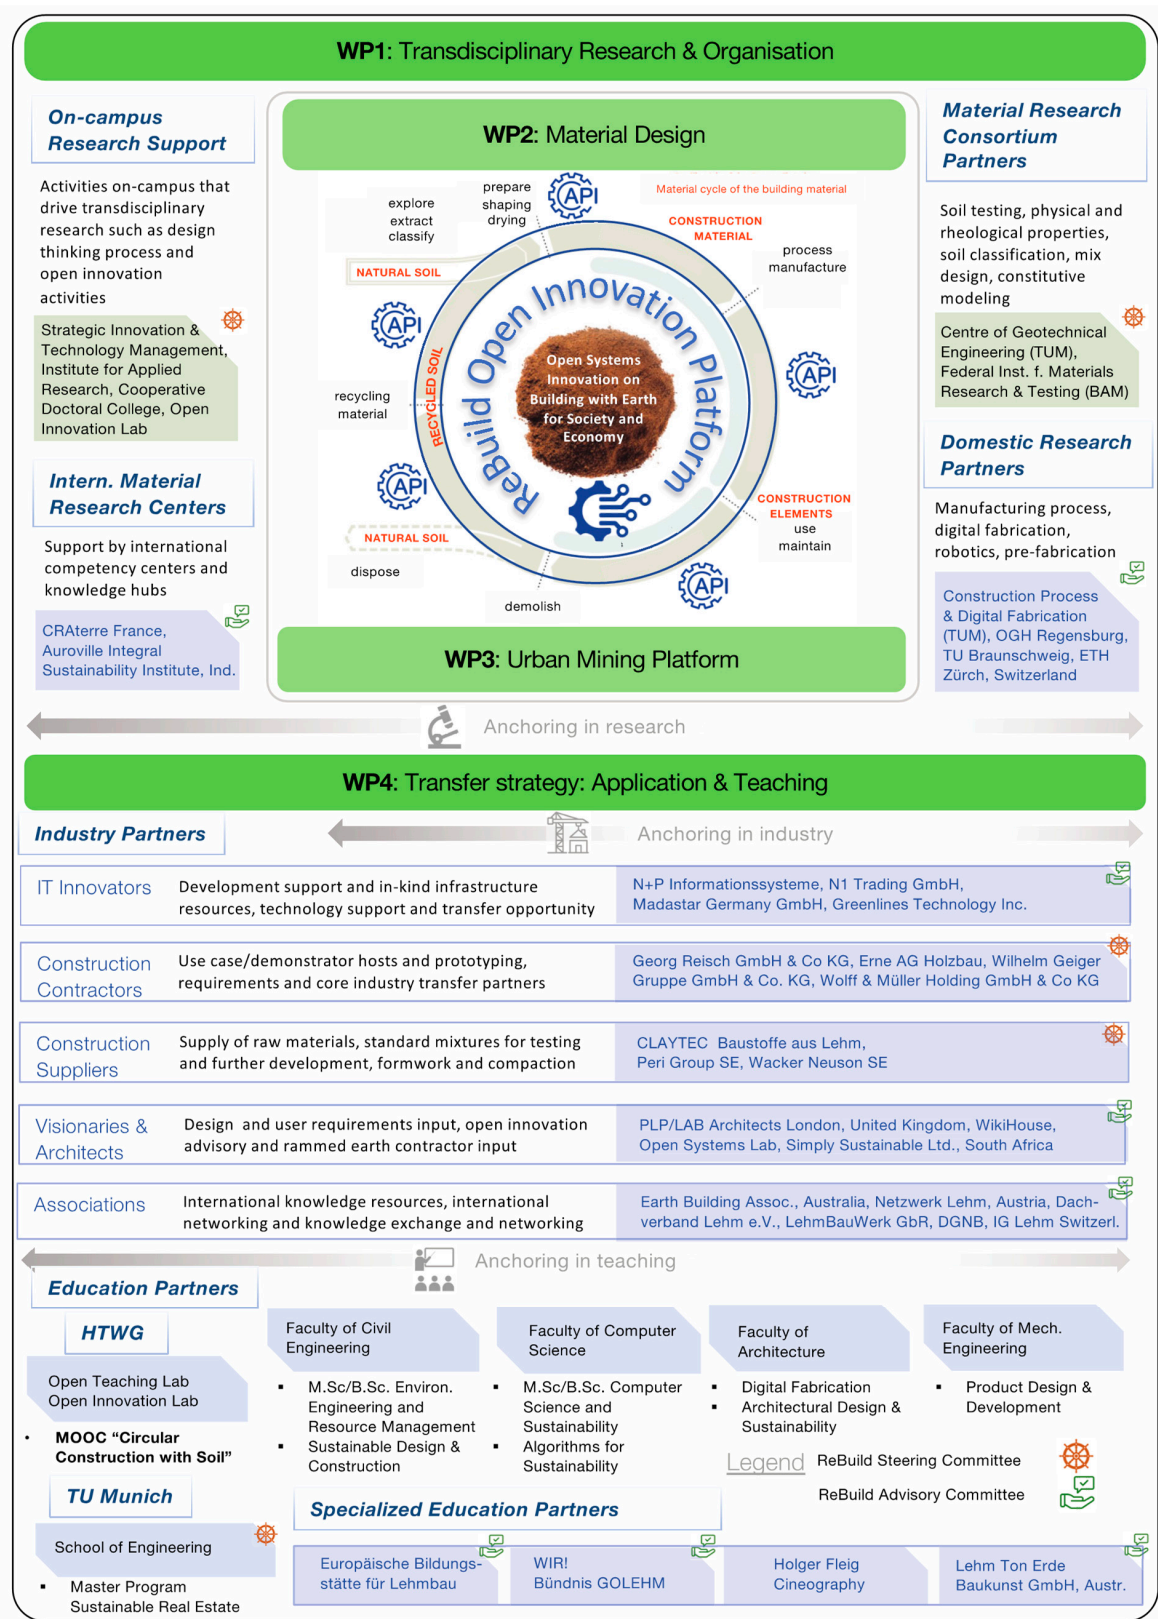 WP1: Transdisciplinary Research & Organisation
On-campus
Research Support
Activities on-campus that
drive transdisciplinary
research such as design
thinking process and
open innovation
activities
Strategic Innovation &
Technology Management,
Institute for Applied
Research, Cooperative
Doctoral College, Open
Innovation Lab
Intern. Material
Research Centers
Support by international
competency centers and
knowledge hubs
CRAterre France,
Auroville Integral
Sustainability Institute, Ind.
WP2: Material Design
Material cycle of the building material
explore
extract
classify
prepare
shaping
drying
API
CONSTRUCTION
MATERIAL
process
manufacture
NATURAL SOIL
API
API
RECYCLED SOIL
recycling
material
ReBuild Open Innovation Platform
Open Systems
Innovation on
Building with Earth
for Society and
Economy
API
CONSTRUCTION
ELEMENTS
use
maintain
NATURAL SOIL
dispose
API
demolish
WP3: Urban Mining Platform
Material Research
Consortium
Partners
Soil testing, physical and
rheological properties,
soil classification, mix
design, constitutive
modeling
Centre of Geotechnical
Engineering (TUM),
Federal Inst. f. Materials
Research & Testing (BAM)
Domestic Research
Partners
Manufacturing process,
digital fabrication,
robotics, pre-fabrication
Construction Process
& Digital Fabrication
(TUM), OGH Regensburg,
TU Braunschweig, ETH
Zürch, Switzerland
Anchoring in research
WP4: Transfer strategy: Application & Teaching
Industry Partners
Anchoring in industry
IT Innovators
Development support and in-kind infrastructure
resources, technology support and transfer opportunity
N+P Informationssysteme, N1 Trading GmbH,
Madastar Germany GmbH, Greenlines Technology Inc.
Construction
Contractors
Use case/demonstrator hosts and prototyping,
requirements and core industry transfer partners
Georg Reisch GmbH & Co KG, Erne AG Holzbau, Wilhelm Geiger
Gruppe GmbH & Co. KG, Wolff & Müller Holding GmbH & Co KG
Construction
Suppliers
Supply of raw materials, standard mixtures for testing
and further development, formwork and compaction
CLAYTEC Baustoffe aus Lehm,
Peri Group SE, Wacker Neuson SE
Visionaries &
Architects
Design and user requirements input, open innovation
advisory and rammed earth contractor input
PLP/LAB Architects London, United Kingdom, WikiHouse,
Open Systems Lab, Simply Sustainable Ltd., South Africa
Associations
International knowledge resources, international
networking and knowledge exchange and networking
Earth Building Assoc., Australia, Netzwerk Lehm, Austria, Dach-
verband Lehm e.V., LehmBauWerk GbR, DGNB, IG Lehm Switzerl.
Anchoring in teaching
Education Partners
HTWG
Open Teaching Lab
Open Innovation Lab
• MOOC “Circular
Construction with Soil”
Faculty of Civil
Engineering
▪ M.Sc/B.Sc. Environ.
Engineering and
Resource Management
▪ Sustainable Design &
Construction
Faculty of Computer
Science
▪ M.Sc/B.Sc. Computer
Science and
Sustainability
▪ Algorithms for
Sustainability
Faculty of
Architecture
▪ Digital Fabrication
▪ Architectural Design &
Sustainability
Faculty of Mech.
Engineering
▪ Product Design &
Development
Legend
ReBuild Steering Committee
ReBuild Advisory Committee
TU Munich
School of Engineering
▪ Master Program
Sustainable Real Estate
Specialized Education Partners
Europäische Bildungs-
stätte für Lehmbau
WIR!
Bündnis GOLEHM
Holger Fleig
Cineography
Lehm Ton Erde
Baukunst GmbH, Austr.